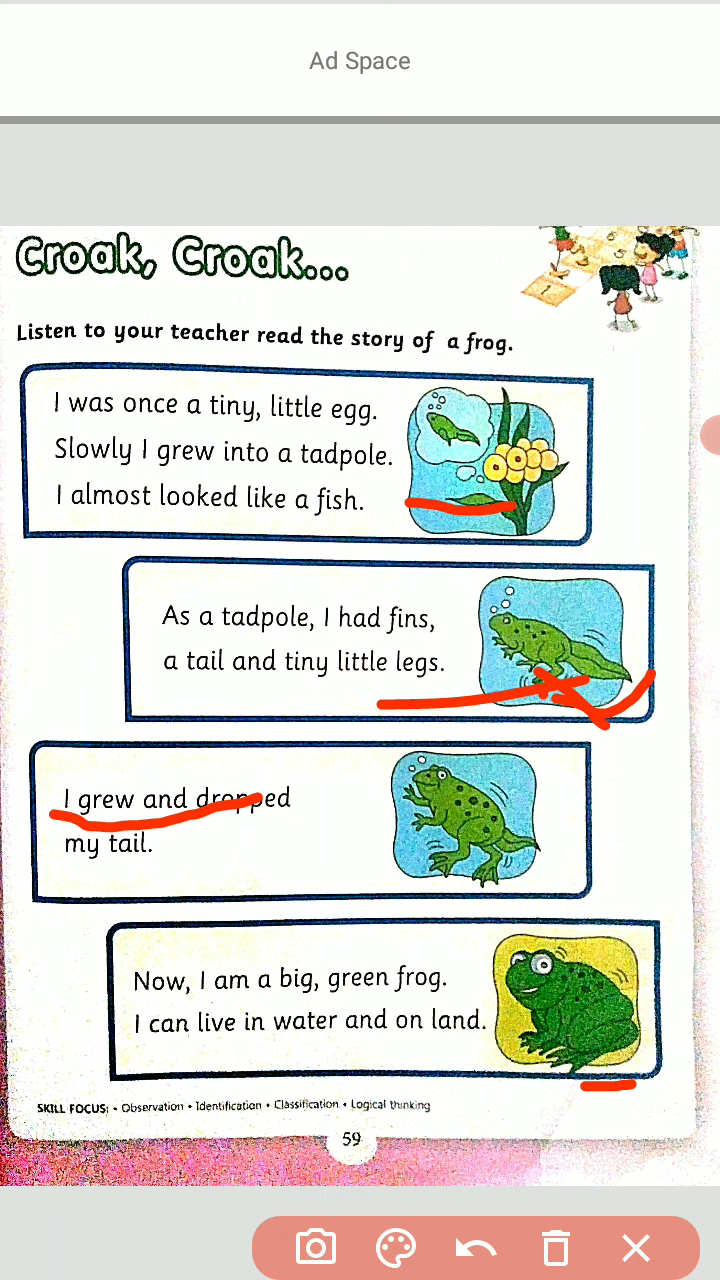 Ad Space
Croak, Croak...
Listen to your teacher read the story of a frog.
I was once a tiny, little egg.
Slowly I grew into a tadpole.
I almost looked like a fish.
As a tadpole, I had fins,
a tail and tiny little legs.
I grew and dropped
my tail.
Now, I am a big, green frog.
I can live in water and on land.
SKILL FOCUS: • Observation • Identification • Classification • Logical thinking
59